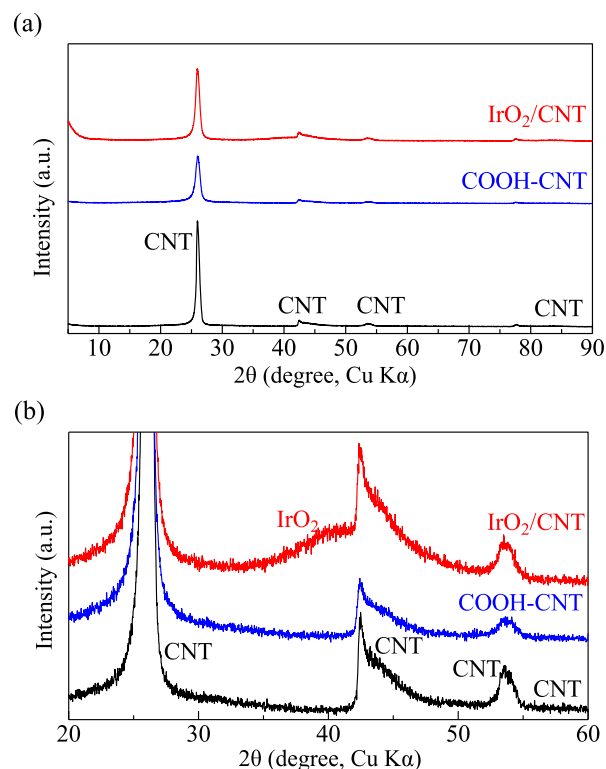 (a)
IrO₂/CNT
COOH-CNT
CNT
CNT
CNT
CNT
Intensity (a.u.)
10 20 30 40 50 60 70 80 90
2θ (degree, Cu Kα)
(b)
IrO₂
IrO₂/CNT
COOH-CNT
CNT
CNT
CNT
CNT
Intensity (a.u.)
20 30 40 50 60
2θ (degree, Cu Kα)